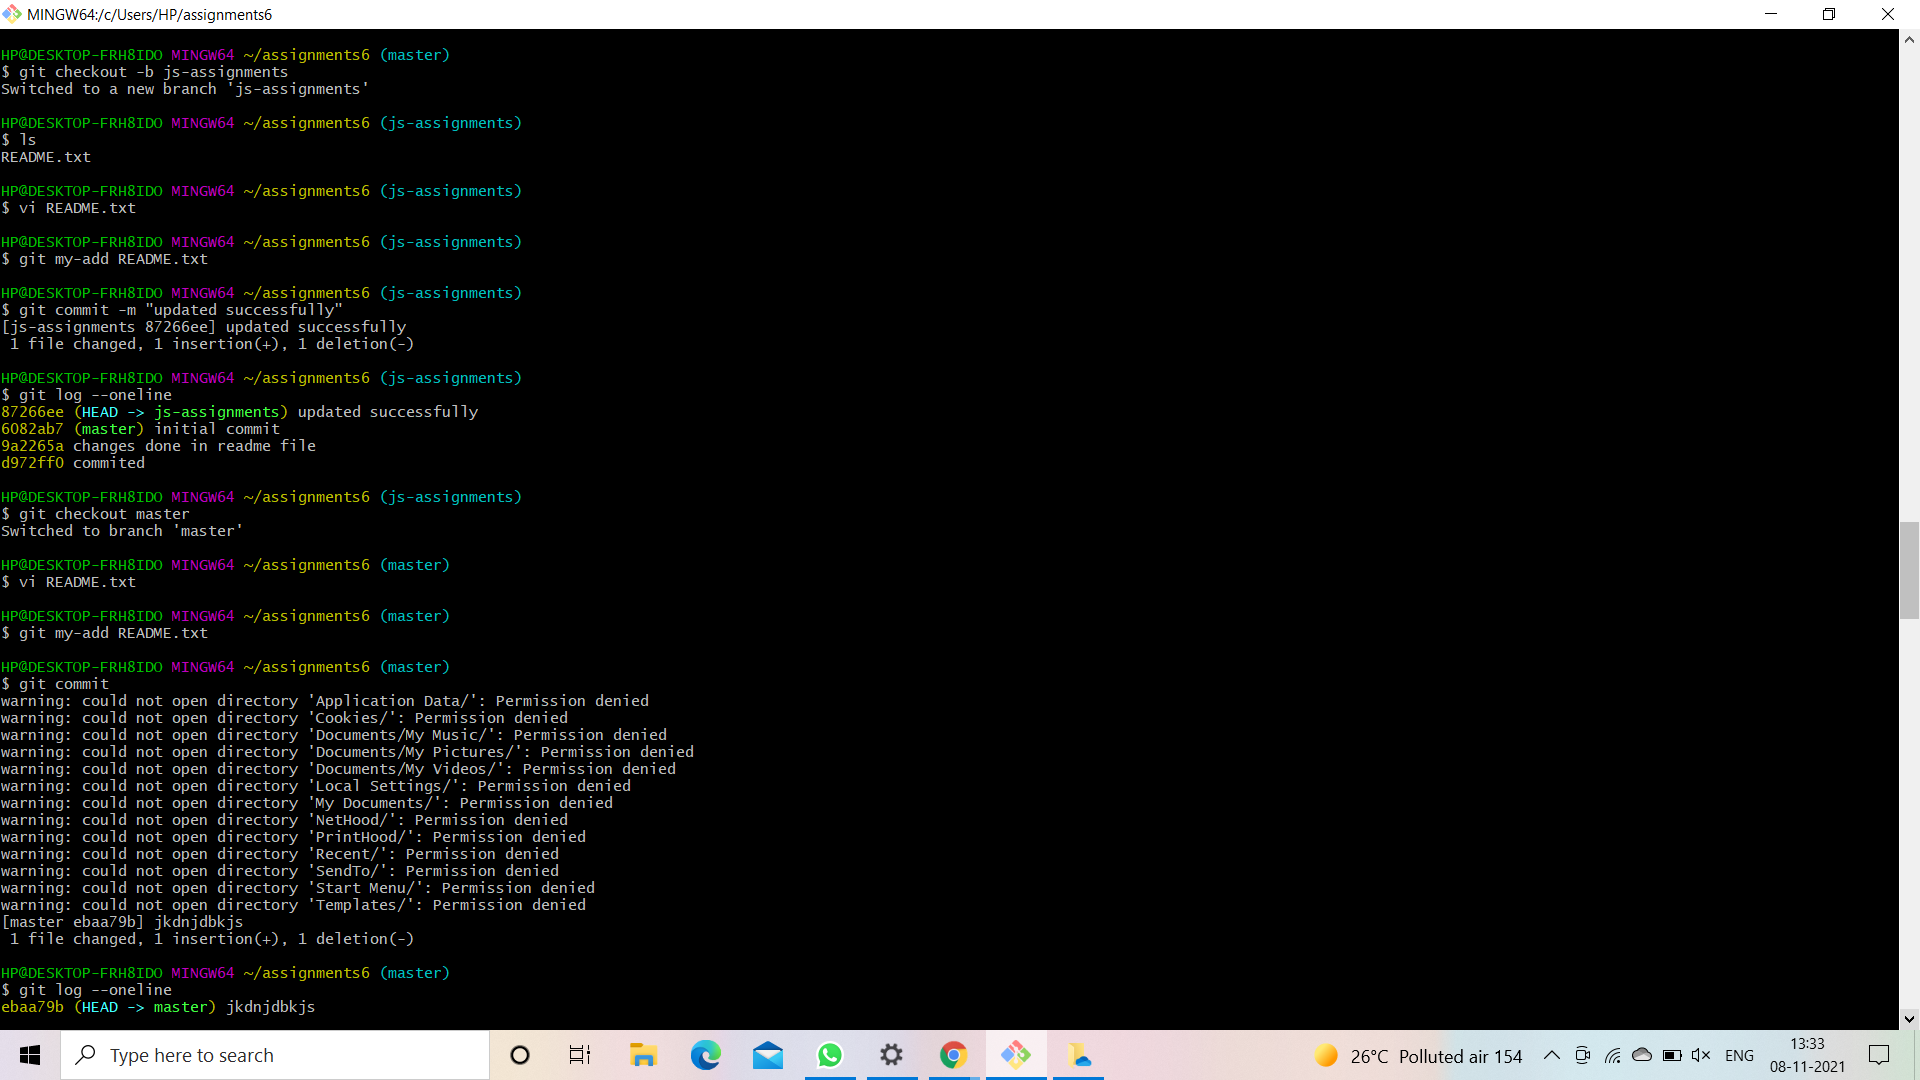 MINGW64:/c/Users/HP/assignments6
HP@DESKTOP-FRH8IDO MINGW64 ~/assignments6 (master)
$ git checkout -b js-assignments
Switched to a new branch 'js-assignments'
HP@DESKTOP-FRH8IDO MINGW64 ~/assignments6 (js-assignments)
$ ls
README.txt
HP@DESKTOP-FRH8IDO MINGW64 ~/assignments6 (js-assignments)
$ vi README.txt
HP@DESKTOP-FRH8IDO MINGW64 ~/assignments6 (js-assignments)
$ git my-add README.txt
HP@DESKTOP-FRH8IDO MINGW64 ~/assignments6 (js-assignments)
$ git commit -m "updated successfully"
[js-assignments 87266ee] updated successfully
 1 file changed, 1 insertion(+), 1 deletion(-)
HP@DESKTOP-FRH8IDO MINGW64 ~/assignments6 (js-assignments)
$ git log --oneline
87266ee (HEAD -> js-assignments) updated successfully
6082ab7 (master) initial commit
9a2265a changes done in readme file
d972ff0 commited
HP@DESKTOP-FRH8IDO MINGW64 ~/assignments6 (js-assignments)
$ git checkout master
Switched to branch 'master'
HP@DESKTOP-FRH8IDO MINGW64 ~/assignments6 (master)
$ vi README.txt
HP@DESKTOP-FRH8IDO MINGW64 ~/assignments6 (master)
$ git my-add README.txt
HP@DESKTOP-FRH8IDO MINGW64 ~/assignments6 (master)
$ git commit
warning: could not open directory 'Application Data/': Permission denied
warning: could not open directory 'Cookies/': Permission denied
warning: could not open directory 'Documents/My Music/': Permission denied
warning: could not open directory 'Documents/My Pictures/': Permission denied
warning: could not open directory 'Documents/My Videos/': Permission denied
warning: could not open directory 'Local Settings/': Permission denied
warning: could not open directory 'My Documents/': Permission denied
warning: could not open directory 'NetHood/': Permission denied
warning: could not open directory 'PrintHood/': Permission denied
warning: could not open directory 'Recent/': Permission denied
warning: could not open directory 'SendTo/': Permission denied
warning: could not open directory 'Start Menu/': Permission denied
warning: could not open directory 'Templates/': Permission denied
[master ebaa79b] jkdnjdbkjs
 1 file changed, 1 insertion(+), 1 deletion(-)
HP@DESKTOP-FRH8IDO MINGW64 ~/assignments6 (master)
$ git log --oneline
ebaa79b (HEAD -> master) jkdnjdbkjs
Type here to search
26°C Polluted air 154
ENG
13:33
08-11-2021